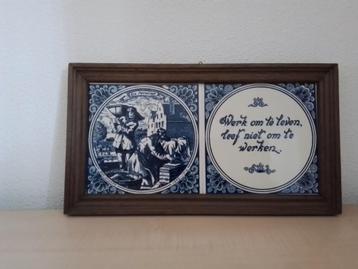 Werk om te leven,
leef niet om te
werken.